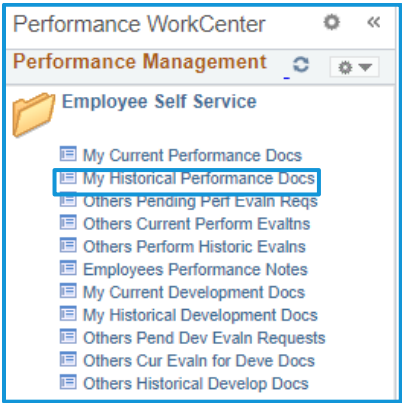 Performance WorkCenter
Performance Management
Employee Self Service
My Current Performance Docs
My Historical Performance Docs
Others Pending Perf Evaln Reqs
Others Current Perform Evaltns
Others Perform Historic Evalns
Employees Performance Notes
My Current Development Docs
My Historical Development Docs
Others Pend Dev Evaln Requests
Others Cur Evaln for Deve Docs
Others Historical Develop Docs